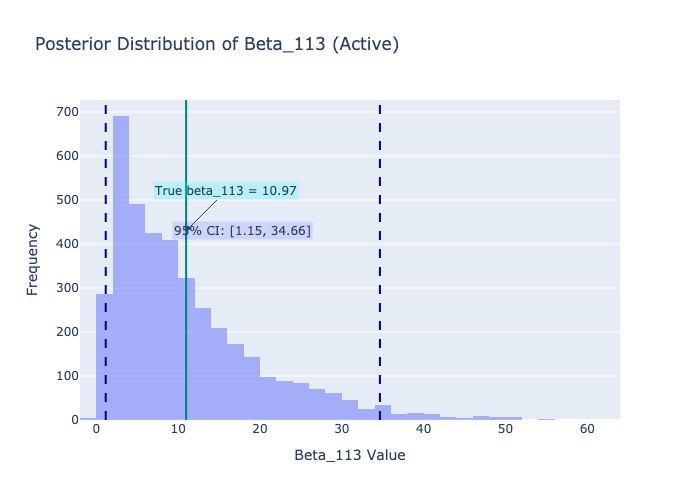 Posterior Distribution of Beta_113 (Active)
700
600
500
400
300
200
100
0
Frequency
True beta_113 = 10.97
95% CI: [1.15, 34.66]
0 10 20 30 40 50 60
Beta_113 Value